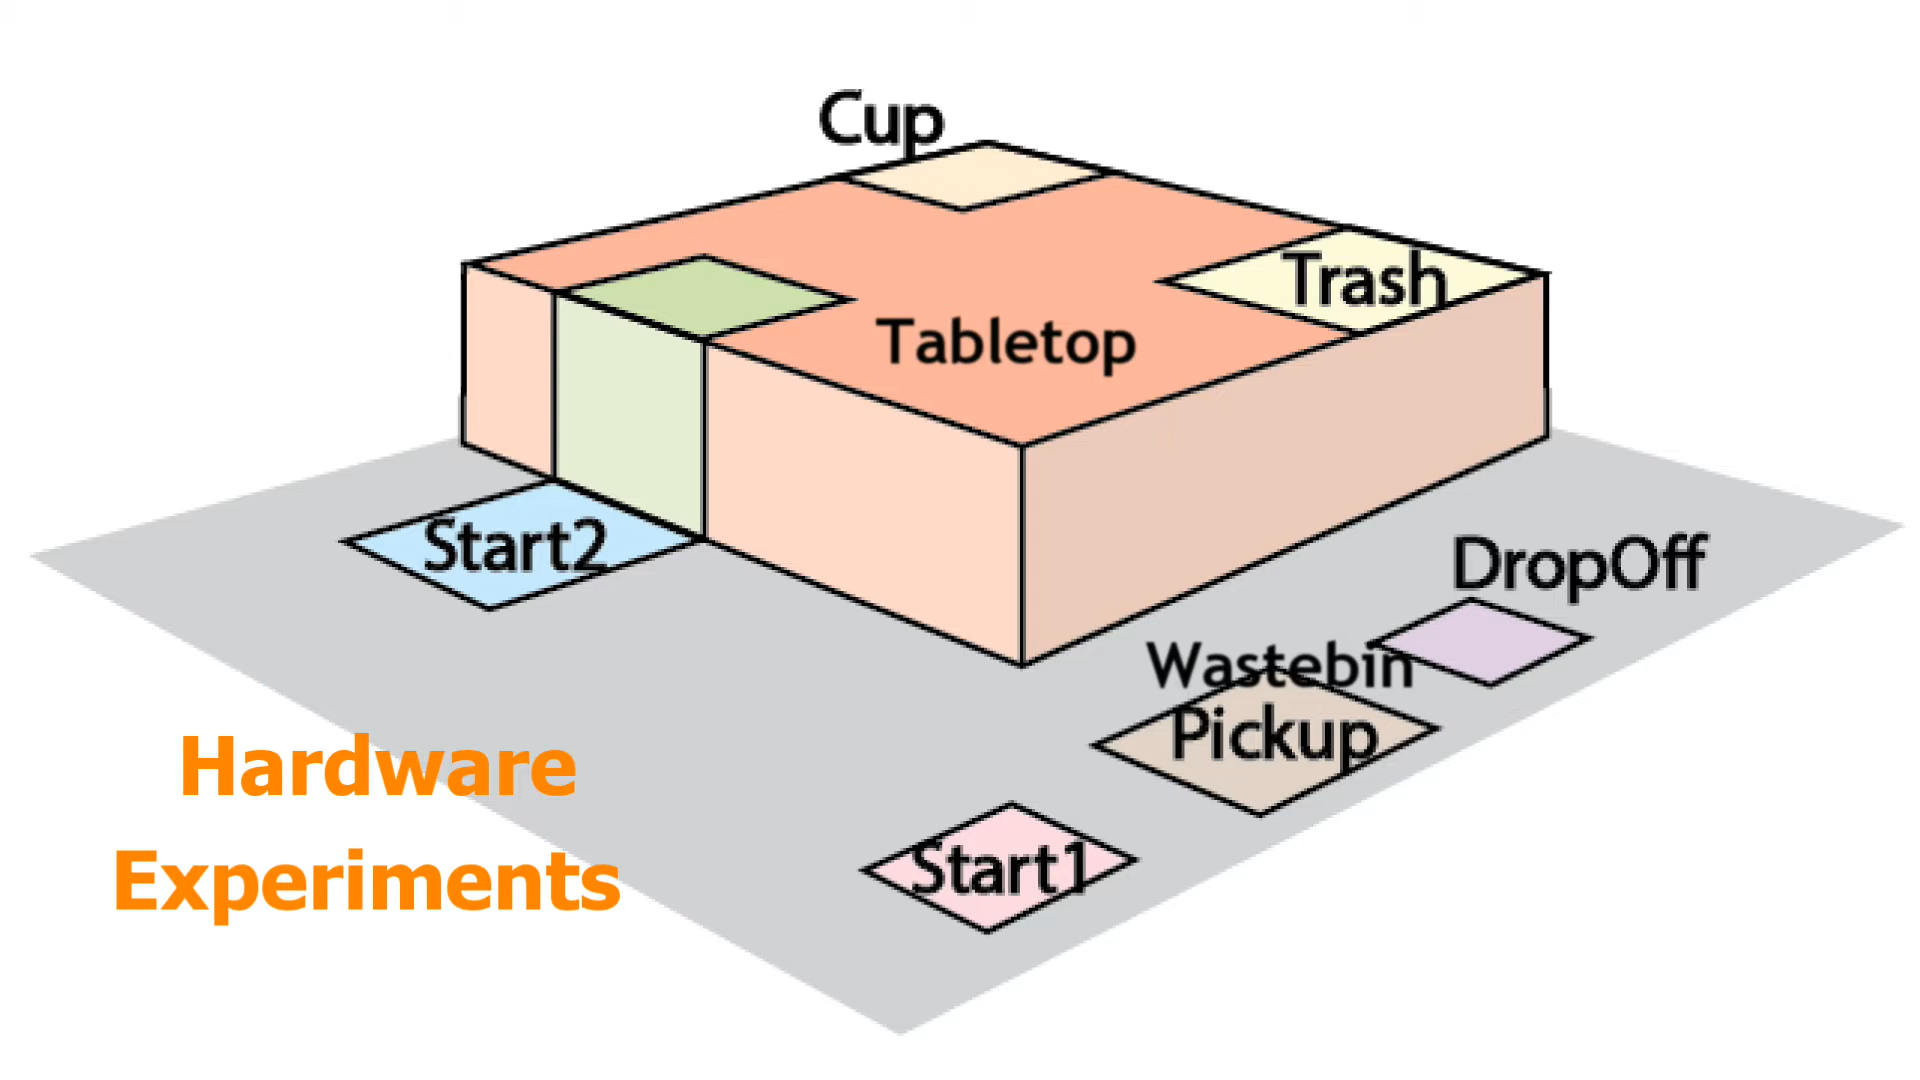 Cup
Trash
Tabletop
Start2
DropOff
Wastebin
Pickup
Start1
Hardware
Experiments